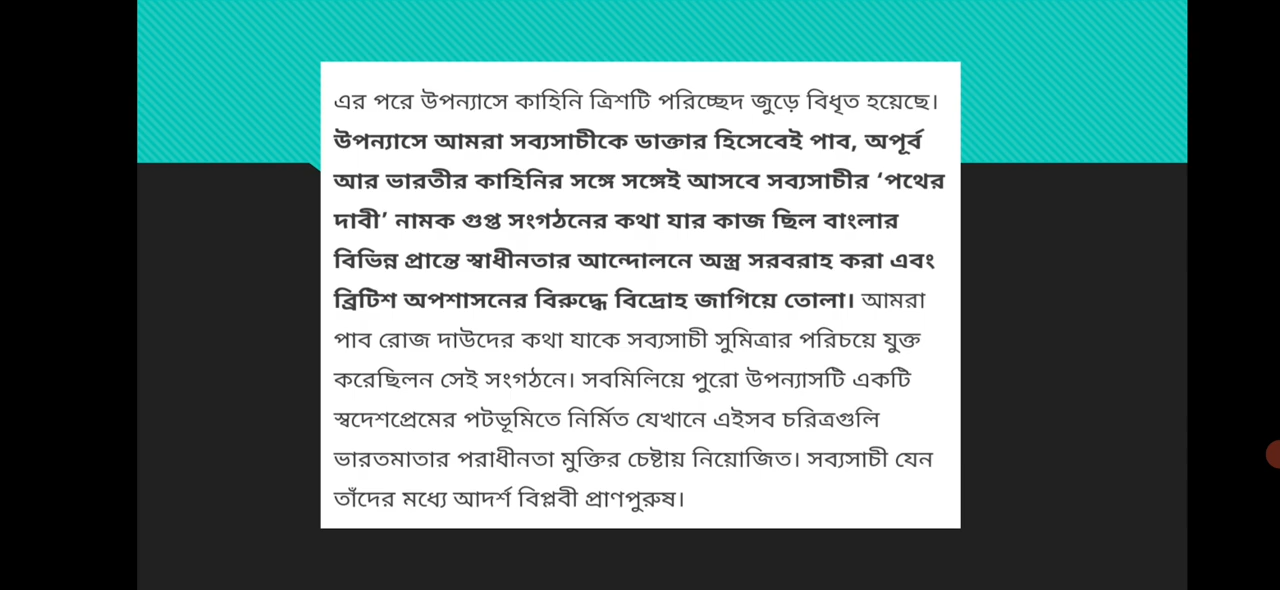 এর পরে উপন্যাসে কাহিনি ত্রিশটি পরিচ্ছেদ জুড়ে বিধৃত হয়েছে।
উপন্যাসে আমরা সব্যসাচীকে ডাক্তার হিসেবেই পাব, অপূর্ব
আর ভারতীর কাহিনির সঙ্গে সঙ্গেই আসবে সব্যসাচীর ‘পথের
দাবী’ নামক গুপ্ত সংগঠনের কথা যার কাজ ছিল বাংলার
বিভিন্ন প্রান্তে স্বাধীনতার আন্দোলনে অস্ত্র সরবরাহ করা এবং
ব্রিটিশ অপশাসনের বিরুদ্ধে বিদ্রোহ জাগিয়ে তোলা। আমরা
পাব রোজ দাউদের কথা যাকে সব্যসাচী সুমিত্রার পরিচয়ে যুক্ত
করেছিলন সেই সংগঠনে। সবমিলিয়ে পুরো উপন্যাসটি একটি
স্বদেশপ্রেমের পটভূমিতে নির্মিত যেখানে এইসব চরিত্রগুলি
ভারতমাতার পরাধীনতা মুক্তির চেষ্টায় নিয়োজিত। সব্যসাচী যেন
তাঁদের মধ্যে আদর্শ বিপ্লবী প্রাণপুরুষ।